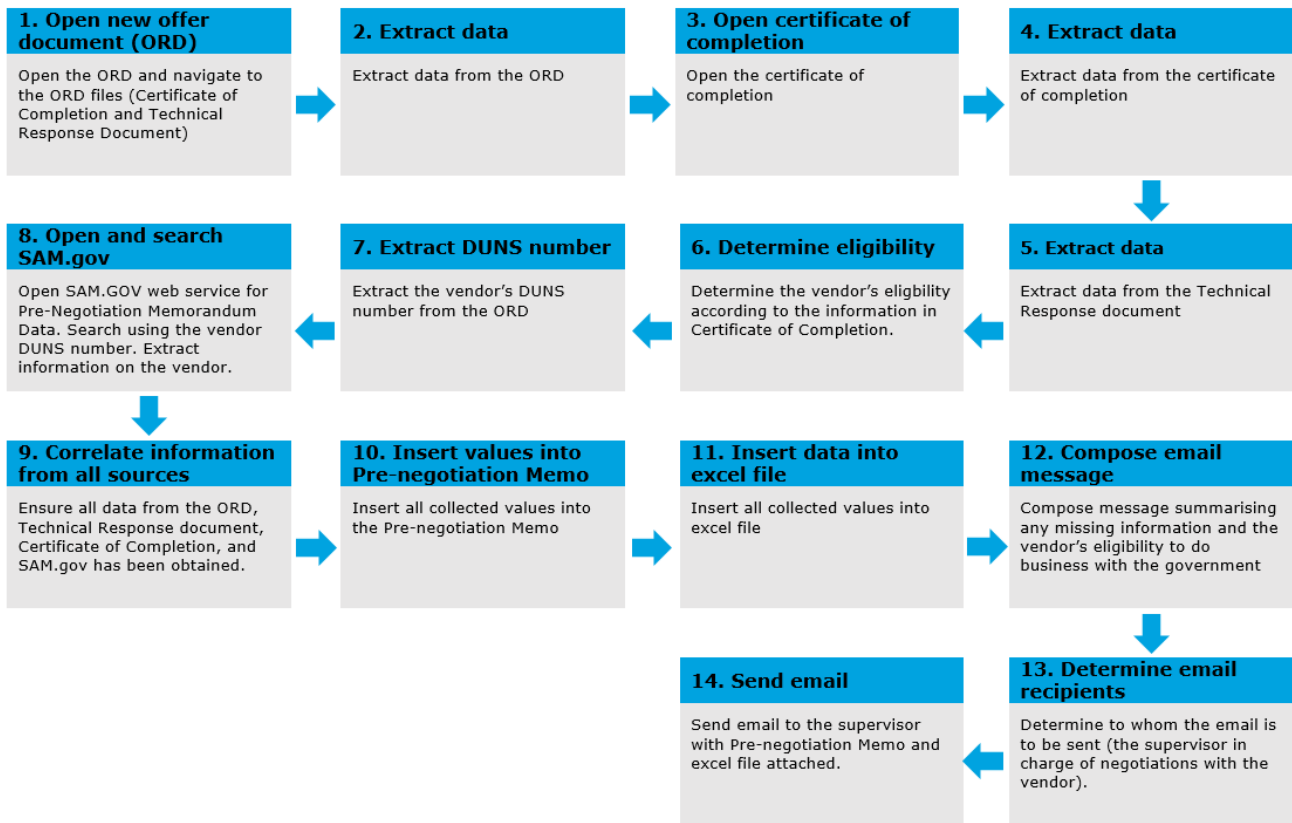 1. Open new offer
document (ORD)
Open the ORD and navigate to
the ORD files (Certificate of
Completion and Technical
Response Document)
2. Extract data
Extract data from the ORD
3. Open certificate of
completion
Open the certificate of
completion
4. Extract data
Extract data from the certificate
of completion
5. Extract data
Extract data from the Technical
Response document
6. Determine eligibility
Determine the vendor's eligbility
according to the information in
Certificate of Completion.
7. Extract DUNS number
Extract the vendor's DUNS
number from the ORD
8. Open and search
SAM.gov
Open SAM.GOV web service for
Pre-Negotiation Memorandum
Data. Search using the vendor
DUNS number. Extract
information on the vendor.
9. Correlate information
from all sources
Ensure all data from the ORD,
Technical Response document,
Certificate of Completion, and
SAM.gov has been obtained.
10. Insert values into
Pre-negotiation Memo
Insert all collected values into
the Pre-negotiation Memo
11. Insert data into
excel file
Insert all collected values into
excel file
12. Compose email
message
Compose message summarising
any missing information and the
vendor's eligibility to do
business with the government
13. Determine email
recipients
Determine to whom the email is
to be sent (the supervisor in
charge of negotiations with the
vendor).
14. Send email
Send email to the supervisor
with Pre-negotiation Memo and
excel file attached.